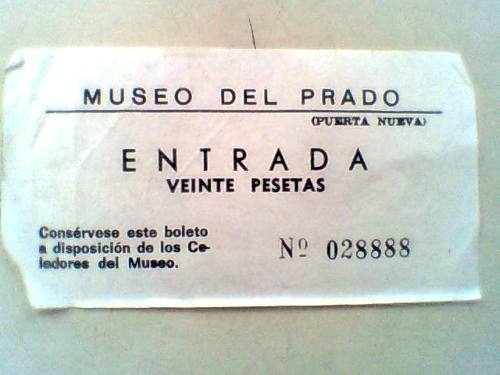 MUSEO DEL PRADO
(PUERTA NUEVA)
ENTRADA
VEINTE PESETAS
Consérvese este boleto
a disposición de los Ce-
ladores del Museo.
Nº 028888